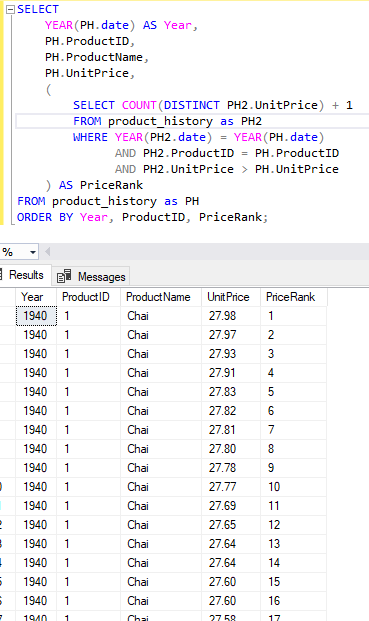 SELECT
YEAR(PH.date) AS Year,
PH.ProductID,
PH.ProductName,
PH.UnitPrice,
(
SELECT COUNT(DISTINCT PH2.UnitPrice) + 1
FROM product_history as PH2
WHERE YEAR(PH2.date) = YEAR(PH.date)
AND PH2.ProductID = PH.ProductID
AND PH2.UnitPrice > PH.UnitPrice
) AS PriceRank
FROM product_history as PH
ORDER BY Year, ProductID, PriceRank;
%
Results Messages
Year ProductID ProductName UnitPrice PriceRank
1940 1 Chai 27.98 1
1940 1 Chai 27.97 2
1940 1 Chai 27.93 3
1940 1 Chai 27.91 4
1940 1 Chai 27.83 5
1940 1 Chai 27.82 6
1940 1 Chai 27.81 7
1940 1 Chai 27.80 8
1940 1 Chai 27.78 9
1940 1 Chai 27.77 10
1940 1 Chai 27.69 11
1940 1 Chai 27.65 12
1940 1 Chai 27.64 13
1940 1 Chai 27.64 14
1940 1 Chai 27.60 15
1940 1 Chai 27.60 16
1940 1 Chai 27.58 17